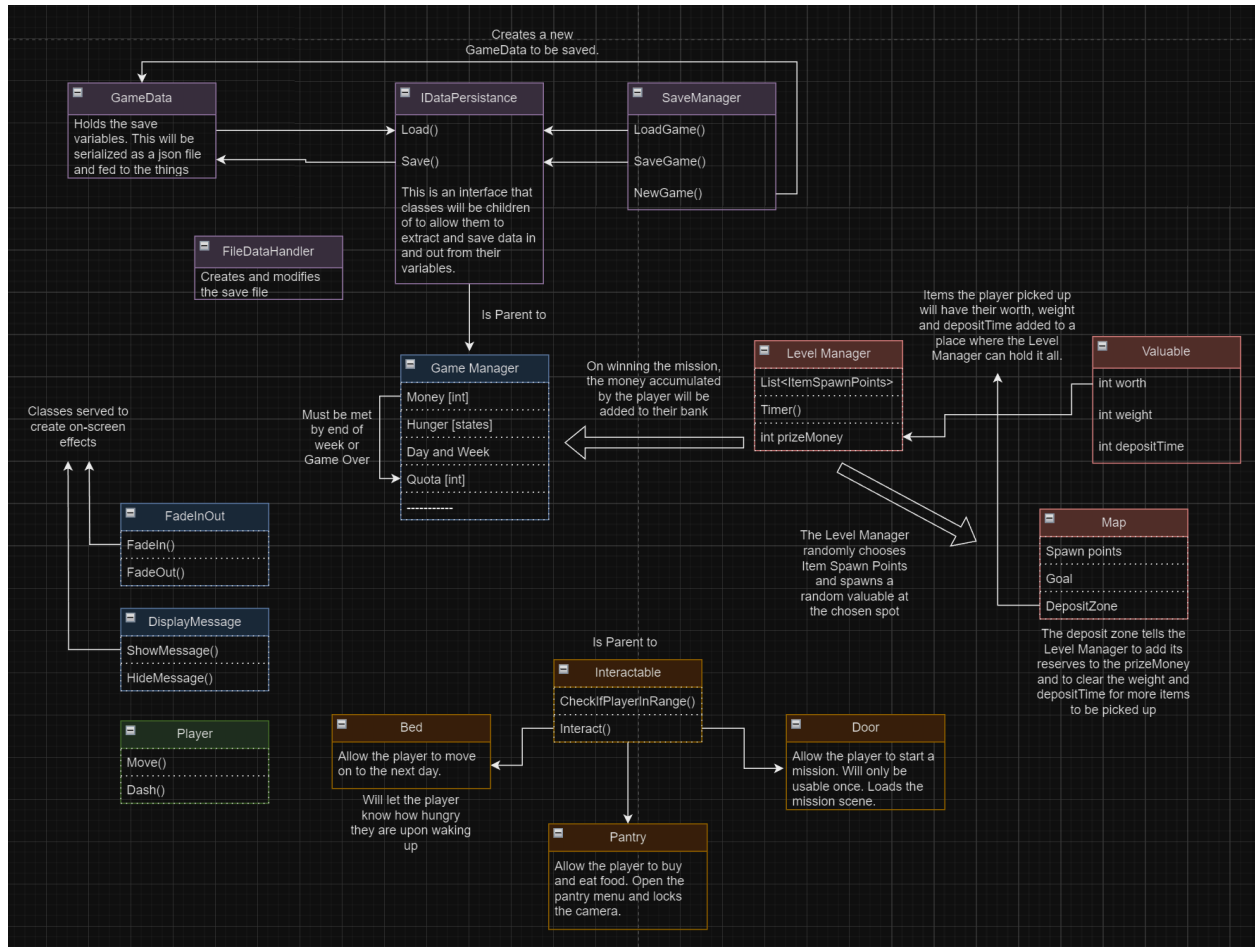 Creates a new
GameData to be saved.
GameData
Holds the save
variables. This will be
serialized as a json file
and fed to the things
IDataPersistance
Load()
Save()
This is an interface that
classes will be children
of to allow them to
extract and save data in
and out from their
variables.
SaveManager
LoadGame()
SaveGame()
NewGame()
FileDataHandler
Creates and modifies
the save file
Is Parent to
Game Manager
Money [int]
Hunger [states]
Day and Week
Quota [int]
-----------
Must be met
by end of
week or
Game Over
On winning the mission,
the money accumulated
by the player will be
added to their bank
Level Manager
List<ItemSpawnPoints>
Timer()
int prizeMoney
Items the player picked up
will have their worth, weight
and depositTime added to a
place where the Level
Manager can hold it all.
Valuable
int worth
int weight
int depositTime
Classes served to
create on-screen
effects
FadeInOut
FadeIn()
FadeOut()
DisplayMessage
ShowMessage()
HideMessage()
Player
Move()
Dash()
The Level Manager
randomly chooses
Item Spawn Points
and spawns a
random valuable at
the chosen spot
Map
Spawn points
Goal
DepositZone
The deposit zone tells the
Level Manager to add its
reserves to the prizeMoney
and to clear the weight and
depositTime for more items
to be picked up
Is Parent to
Interactable
CheckIfPlayerInRange()
Interact()
Bed
Allow the player to move
on to the next day.
Will let the player
know how hungry
they are upon waking
up
Door
Allow the player to start a
mission. Will only be
usable once. Loads the
mission scene.
Pantry
Allow the player to buy
and eat food. Open the
pantry menu and locks
the camera.